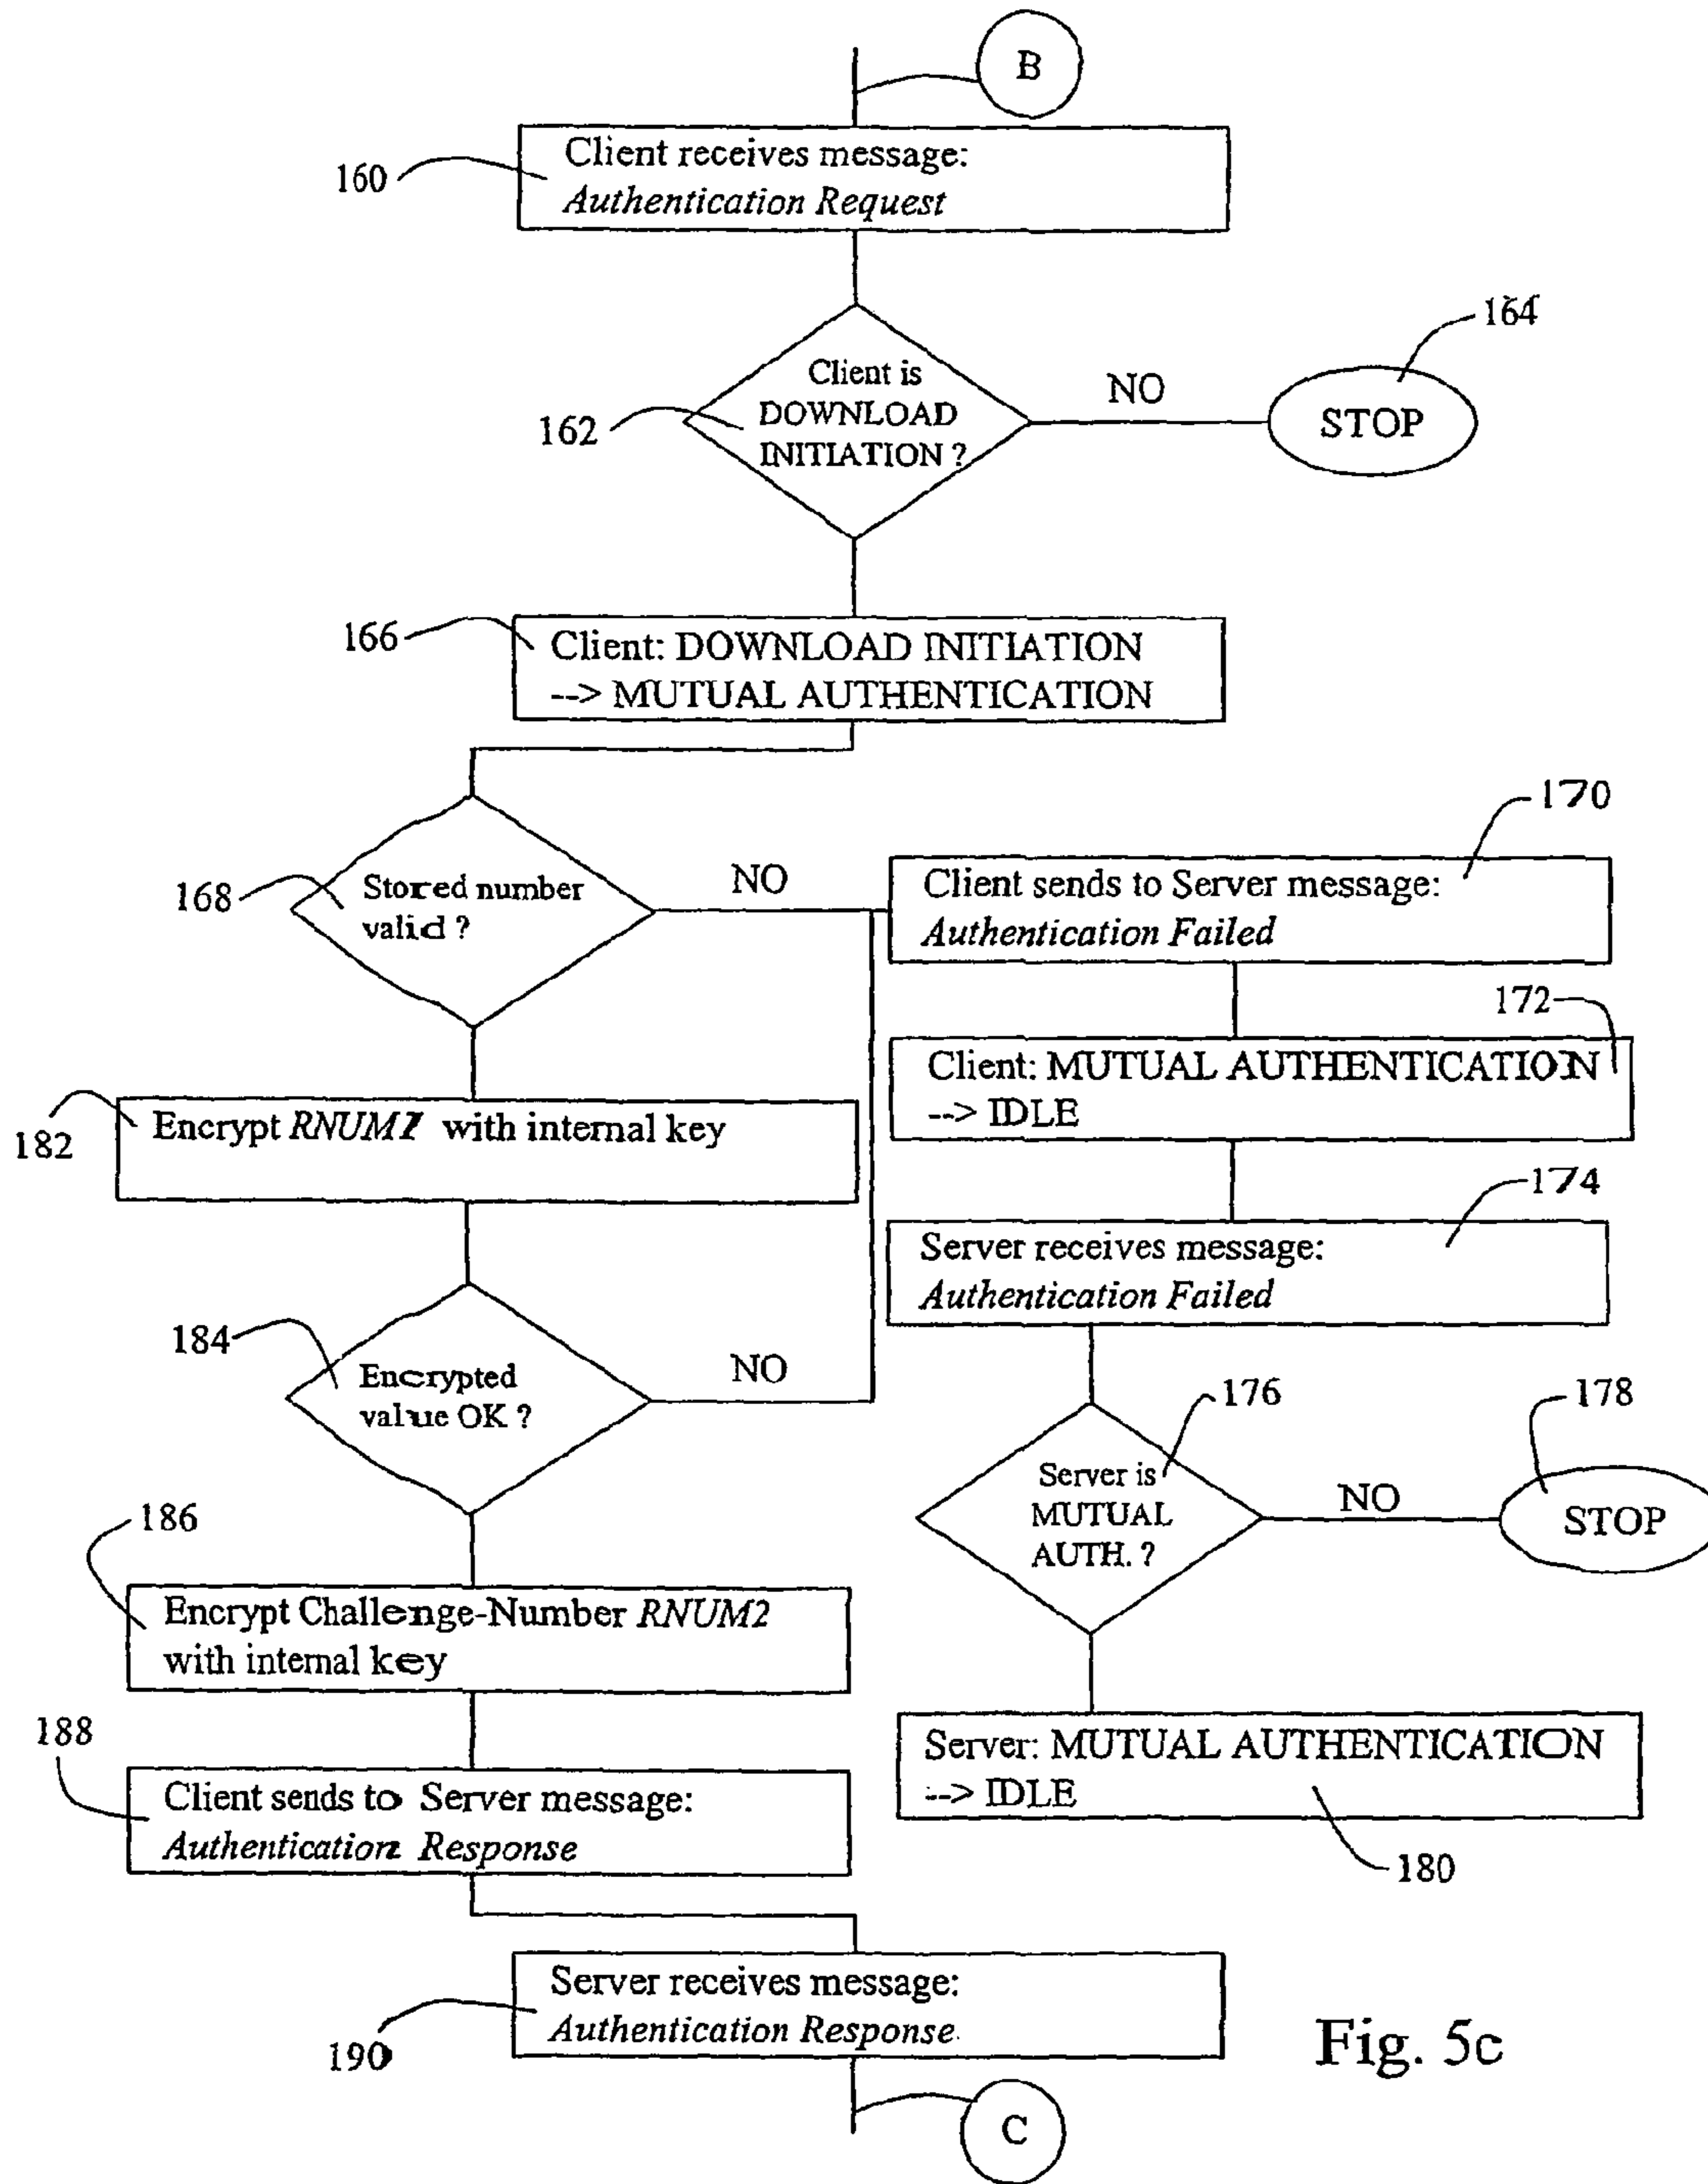 B
160
Client receives message:
Authentication Request
164
162
Client is
DOWNLOAD
INITIATION ?
NO
STOP
166
Client: DOWNLOAD INITIATION
--> MUTUAL AUTHENTICATION
168
Stored number
valid ?
NO
170
Client sends to Server message:
Authentication Failed
172
Client: MUTUAL AUTHENTICATION
--> IDLE
182
Encrypt RNUM1 with internal key
174
Server receives message:
Authentication Failed
184
Encrypted
value OK ?
NO
176
Server is
MUTUAL
AUTH. ?
NO
178
STOP
186
Encrypt Challenge-Number RNUM2
with internal key
188
Client sends to Server message:
Authentication Response
Server: MUTUAL AUTHENTICATION
--> IDLE
180
190
Server receives message:
Authentication Response
Fig. 5c
C